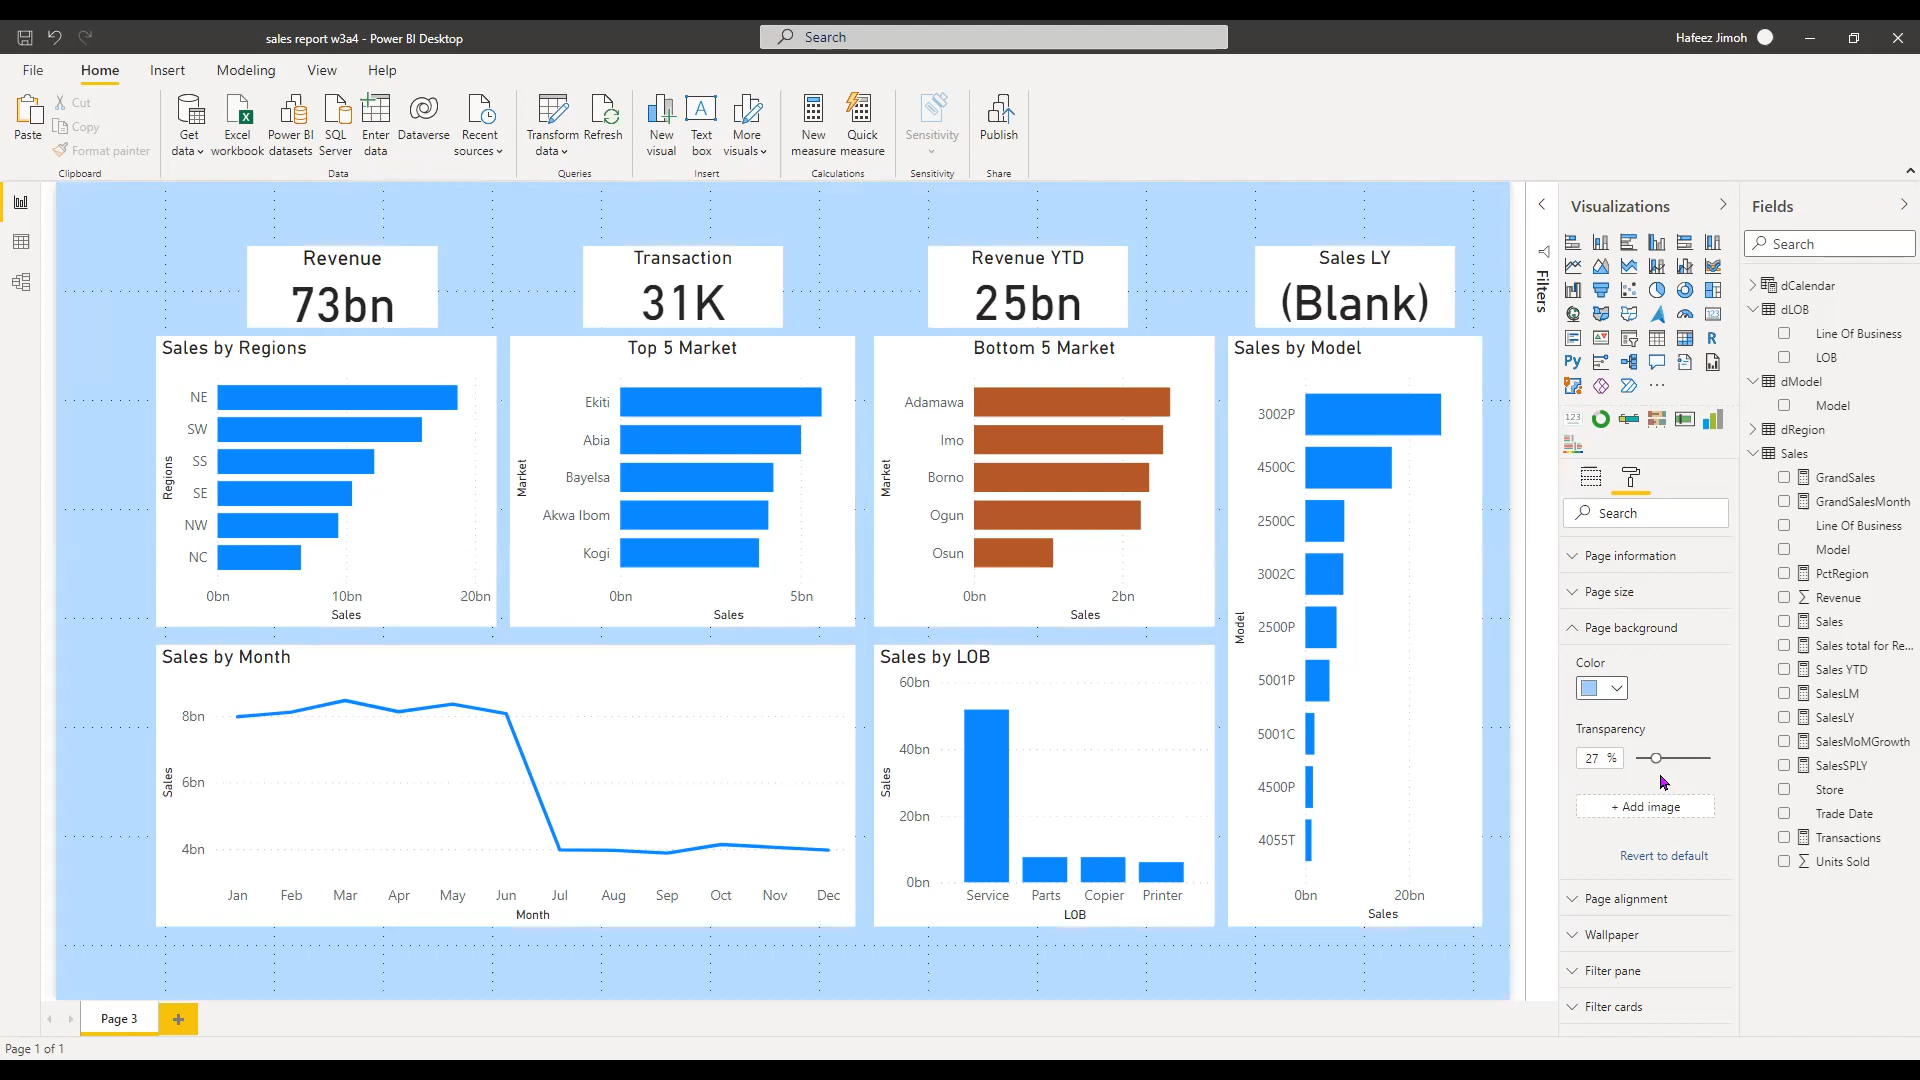 sales report w3a4 - Power BI Desktop
Search
Hafeez Jimoh
File
Home
Insert
Modeling
View
Help
Paste
Cut
Copy
Format painter
Clipboard
Get data
Excel workbook
Power BI datasets
SQL Server
Enter data
Dataverse
Recent sources
Data
Transform data
Refresh
Queries
New visual
Text box
More visuals
Insert
New measure
Quick measure
Calculations
Sensitivity
Sensitivity
Publish
Share
Revenue
73bn
Transaction
31K
Revenue YTD
25bn
Sales LY
(Blank)
Sales by Regions
Regions
NE
SW
SS
SE
NW
NC
0bn 10bn 20bn
Sales
Top 5 Market
Market
Ekiti
Abia
Bayelsa
Akwa Ibom
Kogi
0bn 5bn
Sales
Bottom 5 Market
Market
Adamawa
Imo
Borno
Ogun
Osun
0bn 2bn
Sales
Sales by Model
Model
3002P
4500C
2500C
3002C
2500P
5001P
5001C
4500P
4055T
0bn 20bn
Sales
Sales by Month
Sales
8bn
6bn
4bn
Jan Feb Mar Apr May Jun Jul Aug Sep Oct Nov Dec
Month
Sales by LOB
Sales
60bn
40bn
20bn
0bn
Service Parts Copier Printer
LOB
Filters
Visualizations
123
R
Py
123
Search
Page information
Page size
Page background
Color
Transparency
27 %
+ Add image
Revert to default
Page alignment
Wallpaper
Filter pane
Filter cards
Fields
Search
dCalendar
dLOB
Line Of Business
LOB
dModel
Model
dRegion
Sales
GrandSales
GrandSalesMonth
Line Of Business
Model
PctRegion
Revenue
Sales
Sales total for Re...
Sales YTD
SalesLM
SalesLY
SalesMoMGrowth
SalesSPLY
Store
Trade Date
Transactions
Units Sold
Page 3
Page 1 of 1